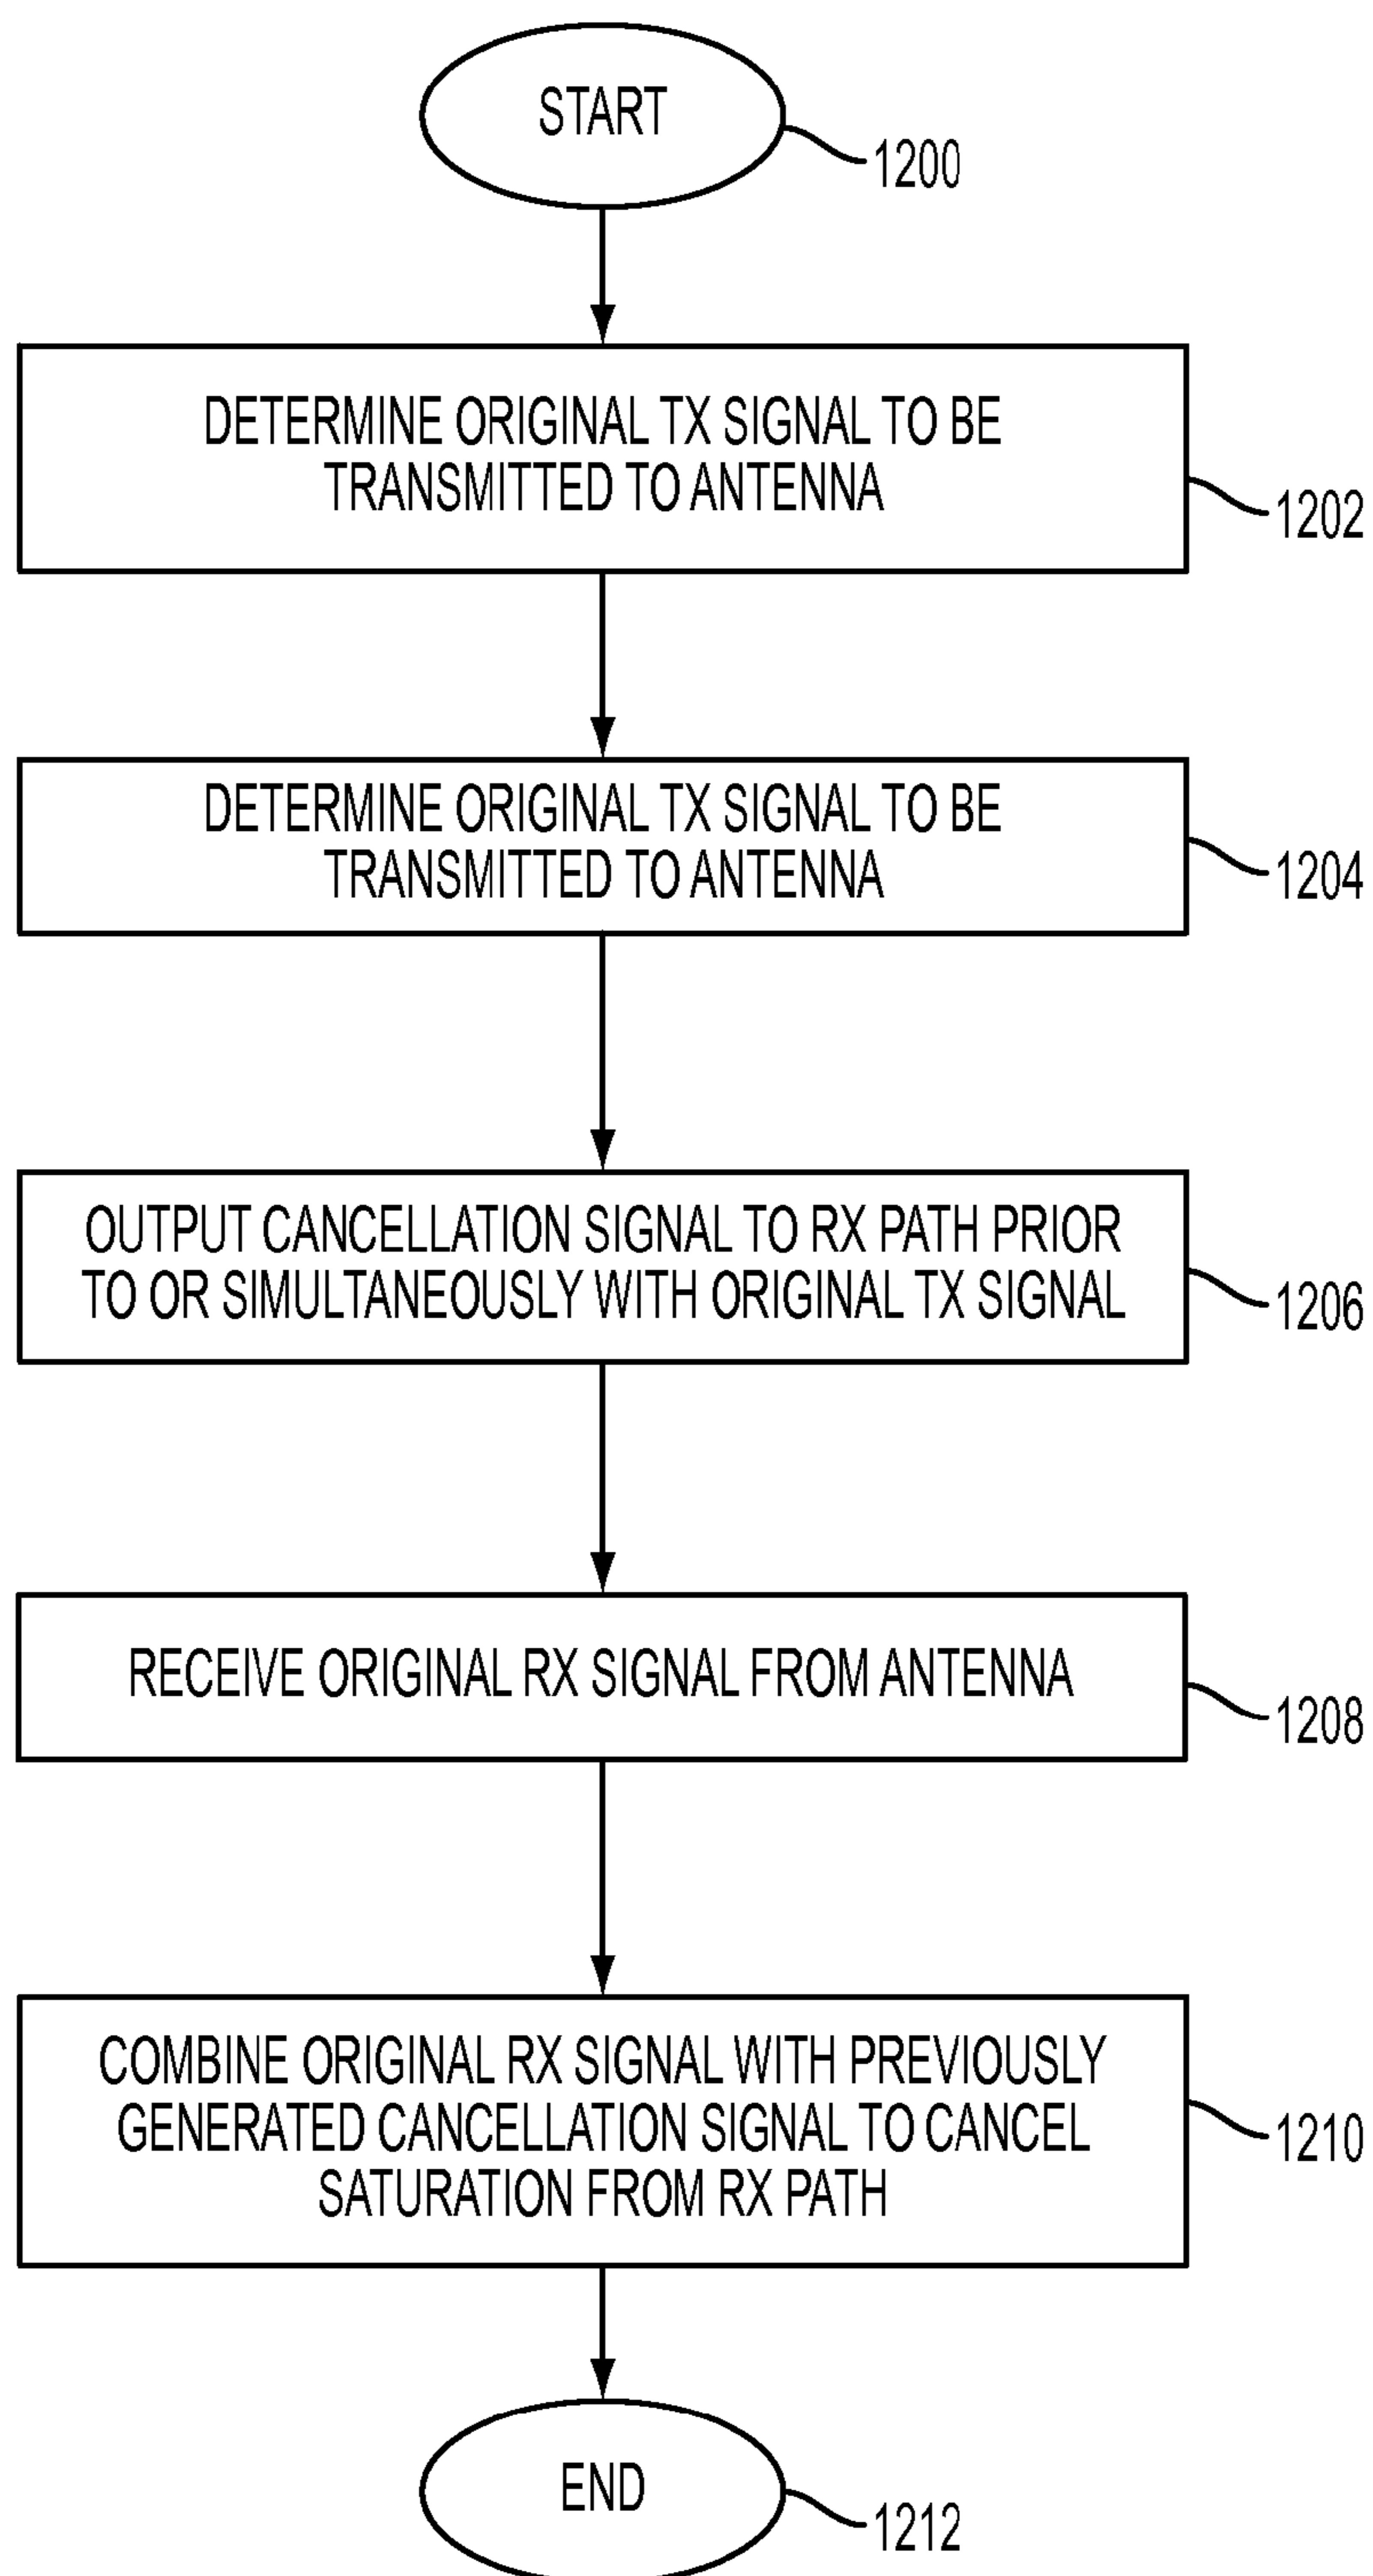 START
1200
DETERMINE ORIGINAL TX SIGNAL TO BE
TRANSMITTED TO ANTENNA
1202
DETERMINE ORIGINAL TX SIGNAL TO BE
TRANSMITTED TO ANTENNA
1204
OUTPUT CANCELLATION SIGNAL TO RX PATH PRIOR
TO OR SIMULTANEOUSLY WITH ORIGINAL TX SIGNAL
1206
RECEIVE ORIGINAL RX SIGNAL FROM ANTENNA
1208
COMBINE ORIGINAL RX SIGNAL WITH PREVIOUSLY
GENERATED CANCELLATION SIGNAL TO CANCEL
SATURATION FROM RX PATH
1210
END
1212